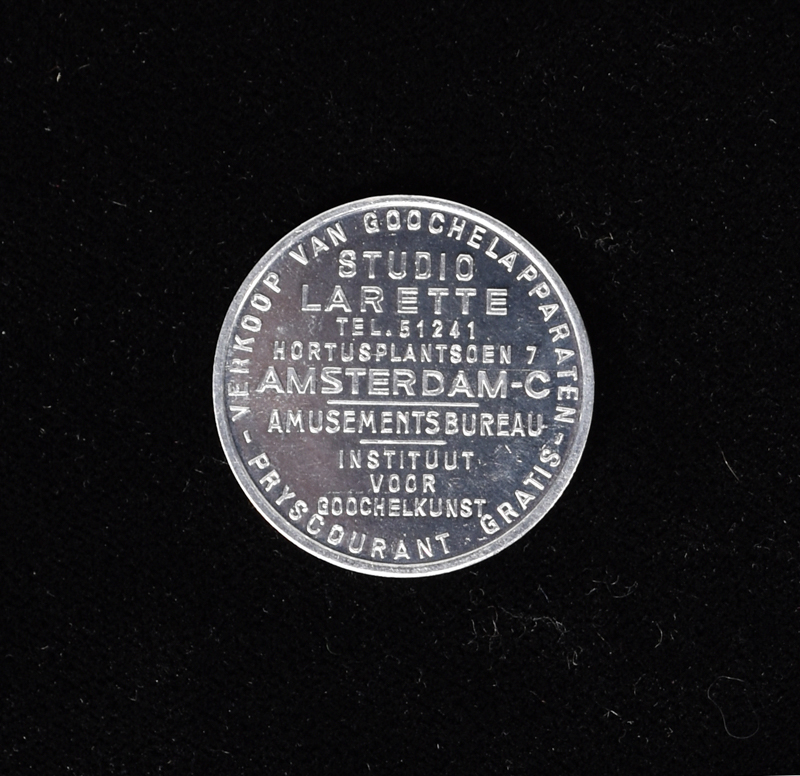 VERKOOP VAN GOOCHELAPPARATEN
STUDIO
LARETTE
TEL. 51241
HORTUSPLANTSOEN 7
AMSTERDAM-C
AMUSEMENTSBUREAU
INSTITUUT
VOOR
GOOCHELKUNST
- PRYSCOURANT GRATIS -